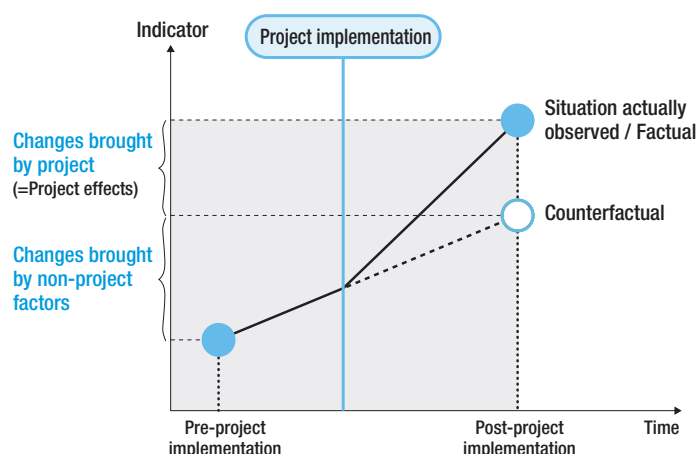 Indicator
Project implementation
Situation actually
observed / Factual
Changes brought
by project
(=Project effects)
Counterfactual
Changes brought
by non-project
factors
Pre-project
implementation
Post-project
implementation
Time